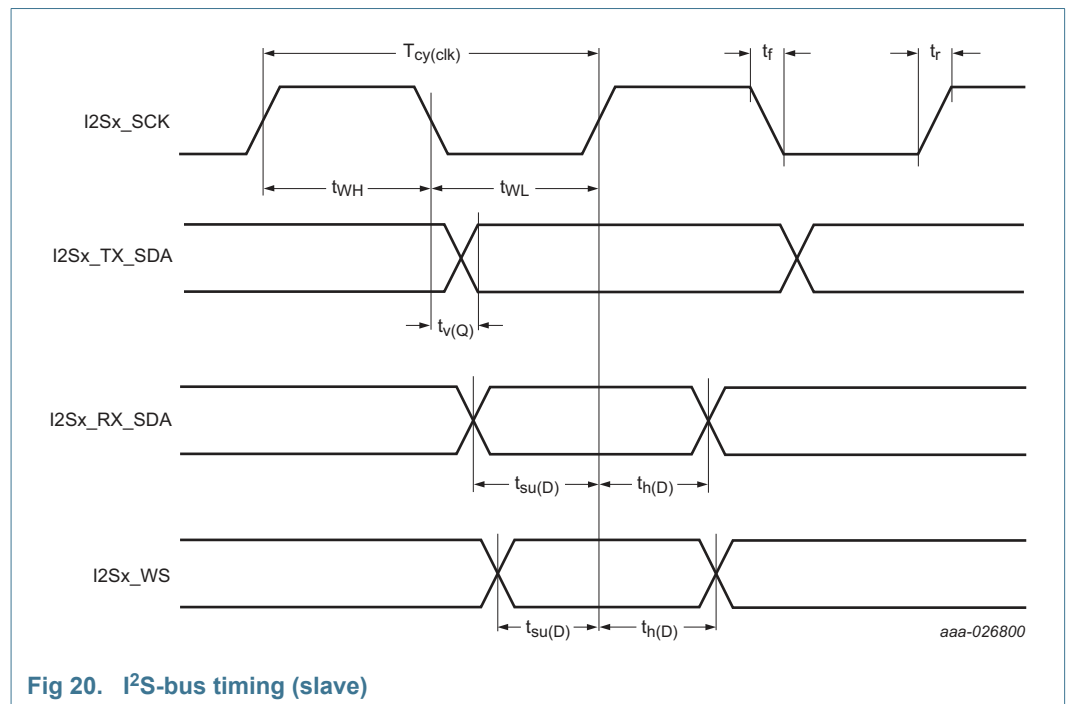 Tcy(clk)
tf
tr
I2Sx_SCK
tWH
tWL
I2Sx_TX_SDA
tv(Q)
I2Sx_RX_SDA
tsu(D)
th(D)
I2Sx_WS
tsu(D)
th(D)
aaa-026800
Fig 20. I²S-bus timing (slave)